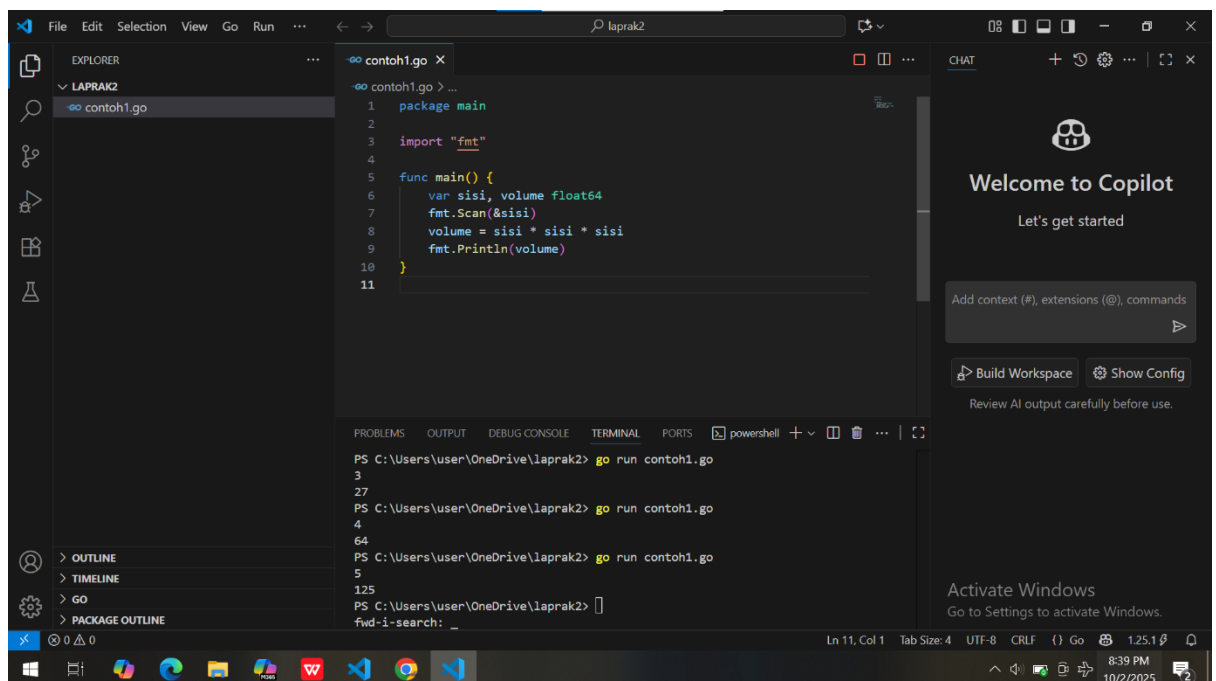 File Edit Selection View Go Run ··· laprak2
EXPLORER ···
LAPRAK2
contoh1.go
OUTLINE
TIMELINE
GO
PACKAGE OUTLINE
contoh1.go
contoh1.go > ...
1 package main
2
3 import "fmt"
4
5 func main() {
6 var sisi, volume float64
7 fmt.Scan(&sisi)
8 volume = sisi * sisi * sisi
9 fmt.Println(volume)
10 }
11
PROBLEMS OUTPUT DEBUG CONSOLE TERMINAL PORTS powershell
PS C:\Users\user\OneDrive\laprak2> go run contoh1.go
3
27
PS C:\Users\user\OneDrive\laprak2> go run contoh1.go
4
64
PS C:\Users\user\OneDrive\laprak2> go run contoh1.go
5
125
PS C:\Users\user\OneDrive\laprak2>
fwd-i-search: _
CHAT
Welcome to Copilot
Let's get started
Add context (#), extensions (@), commands
Build Workspace Show Config
Review AI output carefully before use.
Activate Windows
Go to Settings to activate Windows.
0 0 Ln 11, Col 1 Tab Size: 4 UTF-8 CRLF {} Go 1.25.1
8:39 PM
10/2/2025